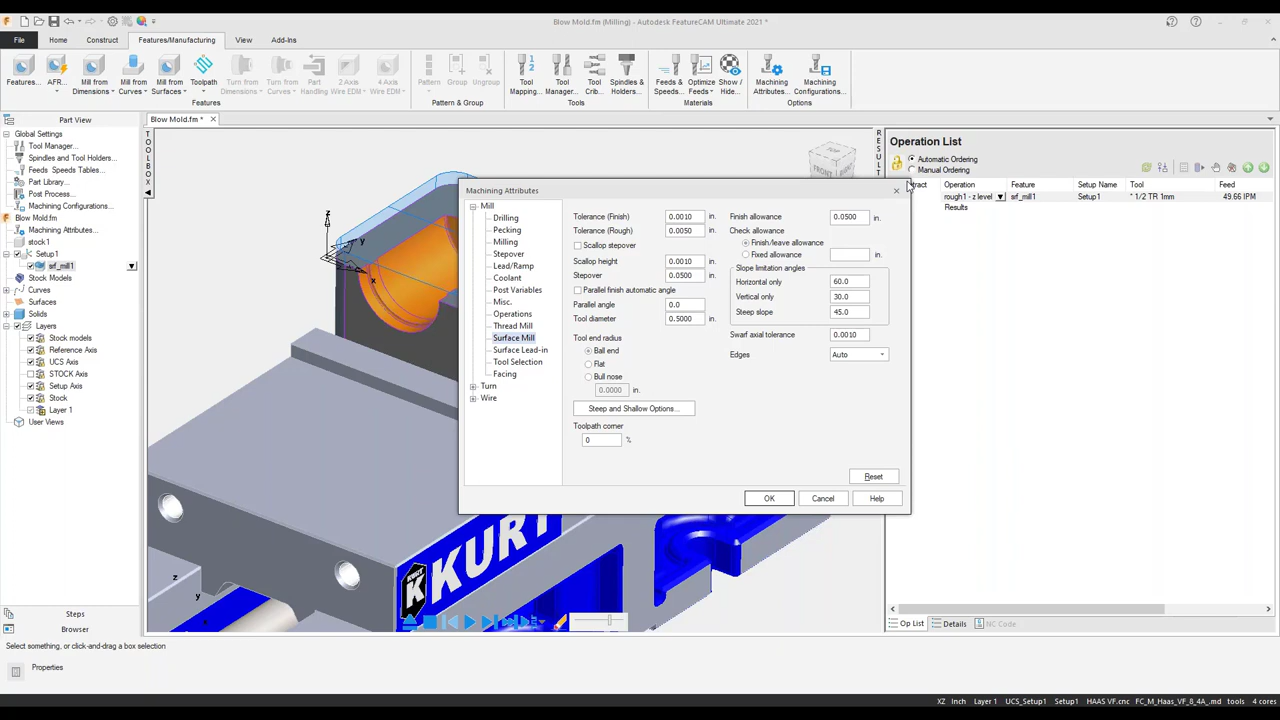 Blow Mold.fm (Milling) - Autodesk FeatureCAM Ultimate 2021 *
File Home Construct Features/Manufacturing View Add-Ins
Features... AFR... Mill from Dimensions... Mill from Curves... Mill from Surfaces... Toolpath Turn from Dimensions... Turn from Curves... Part Handling 2 Axis Wire EDM... 4 Axis Wire EDM... Pattern Group Ungroup Tool Mapping... Tool Manager... Tool Crib... Spindles & Holders... Feeds & Speeds... Optimize Feeds Show / Hide... Machining Attributes... Machining Configurations...
Features Pattern & Group Tools Materials Options
Part View
Blow Mold.fm *
Global Settings
Tool Manager...
Spindles and Tool Holders...
Feeds Speeds Tables...
Part Library...
Post Process...
Machining Configurations...
Blow Mold.fm
Machining Attributes...
stock1
Setup1
srf_mill1
Stock Models
Curves
Surfaces
Solids
Layers
Stock models
Reference Axis
UCS Axis
STOCK Axis
Setup Axis
Stock
Layer 1
User Views
Steps
Browser
TOOLBOX
RESULT
FRONT
z
y
x
KURT
K
z
y
Machining Attributes
Mill
Drilling
Pecking
Milling
Stepover
Lead/Ramp
Coolant
Post Variables
Misc.
Operations
Thread Mill
Surface Mill
Surface Lead-in
Tool Selection
Facing
Turn
Wire
Tolerance (Finish) 0.0010 in.
Tolerance (Rough) 0.0050 in.
Scallop stepover
Scallop height 0.0010 in.
Stepover 0.0500 in.
Parallel finish automatic angle
Parallel angle 0.0
Tool diameter 0.5000 in.
Tool end radius
Ball end
Flat
Bull nose
0.0000 in.
Steep and Shallow Options...
Toolpath corner
0 %
Finish allowance 0.0500 in.
Check allowance
Finish/leave allowance
Fixed allowance in.
Slope limitation angles
Horizontal only 60.0
Vertical only 30.0
Steep slope 45.0
Swarf axial tolerance 0.0010
Edges Auto
Reset
OK Cancel Help
Operation List
Automatic Ordering
Manual Ordering
Operation Feature Setup Name Tool Feed
rough1 - z level srf_mill1 Setup1 * 1/2 TR 1mm 49.66 IPM
Results
Op List Details NC Code
Select something, or click-and-drag a box selection
Properties
XZ Inch Layer 1 UCS_Setup1 Setup1 HAAS VF.cnc FC_M_Haas_VF_8_4A_.md tools 4 cores